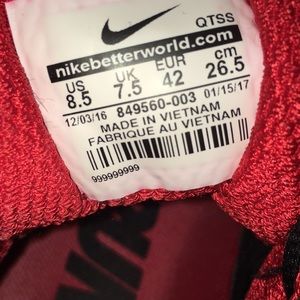 QTSS
nikebetterworld.com
US UK EUR cm
8.5 7.5 42 26.5
12/03/16 849560-003 01/15/17
MADE IN VIETNAM
FABRIQUE AU VIETNAM
999999999
NIKE